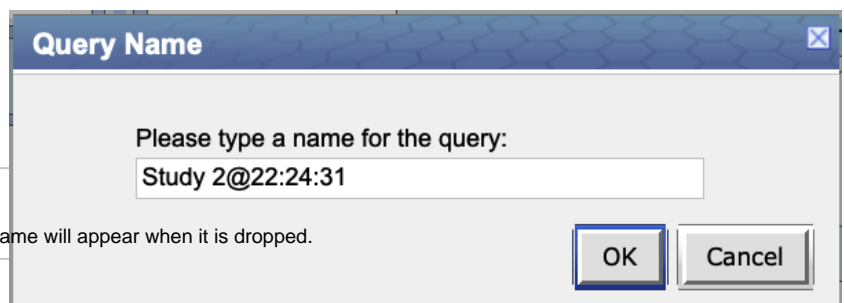 Query Name
Please type a name for the query:
Study 2@22:24:31
ame will appear when it is dropped.
OK
Cancel